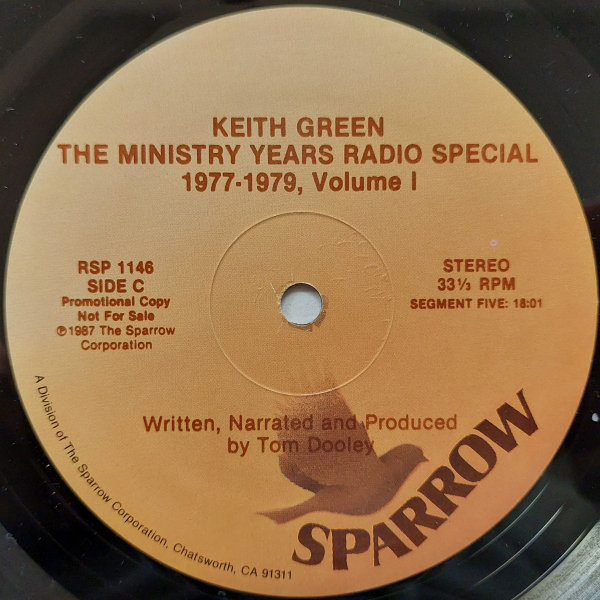 KEITH GREEN
THE MINISTRY YEARS RADIO SPECIAL
1977-1979, Volume I
RSP 1146
SIDE C
Promotional Copy
Not For Sale
℗1987 The Sparrow
Corporation
STEREO
33⅓ RPM
SEGMENT FIVE: 18:01
Written, Narrated and Produced
by Tom Dooley
SPARROW
A Division of The Sparrow Corporation, Chatsworth, CA 91311